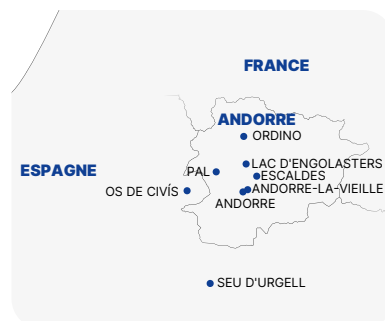 FRANCE
ANDORRE
ORDINO
LAC D'ENGOLASTERS
ESPAGNE
PAL
ESCALDES
OS DE CIVÍS
ANDORRE-LA-VIEILLE
ANDORRE
SEU D'URGELL